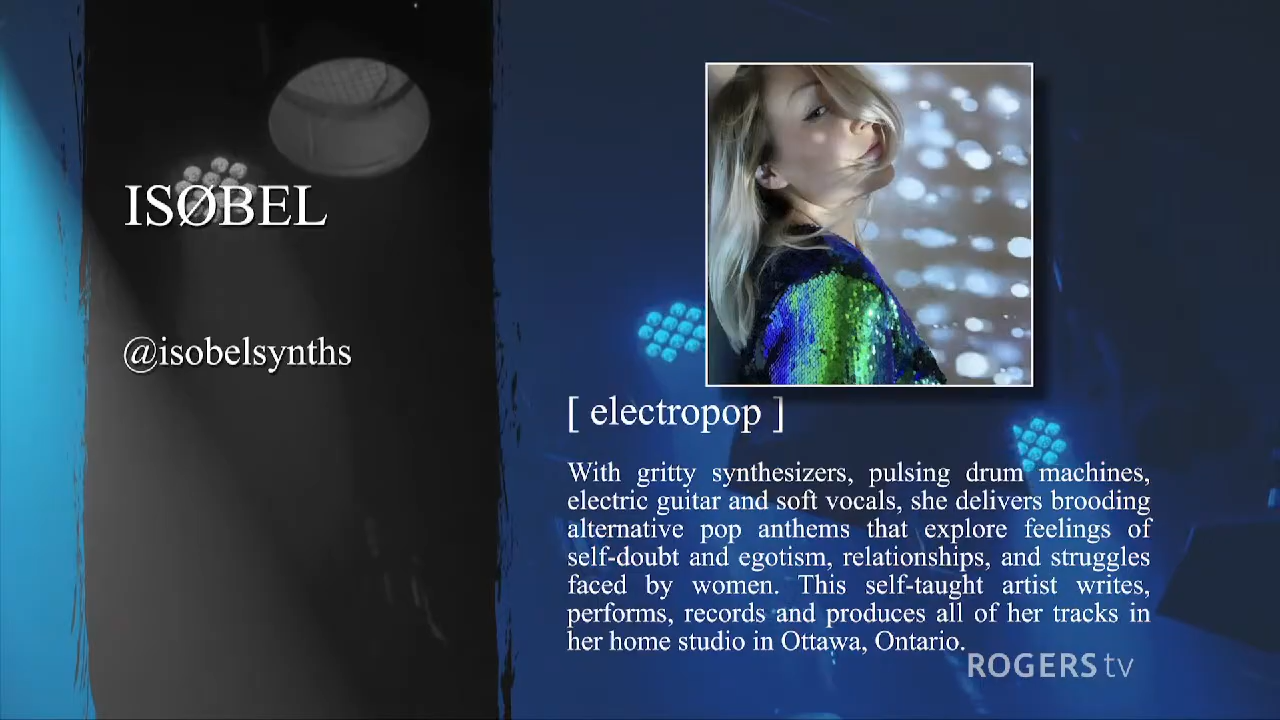 ISØBEL
@isobelsynths
[ electropop ]
With gritty synthesizers, pulsing drum machines,
electric guitar and soft vocals, she delivers brooding
alternative pop anthems that explore feelings of
self-doubt and egotism, relationships, and struggles
faced by women. This self-taught artist writes,
performs, records and produces all of her tracks in
her home studio in Ottawa, Ontario.
ROGERS tv